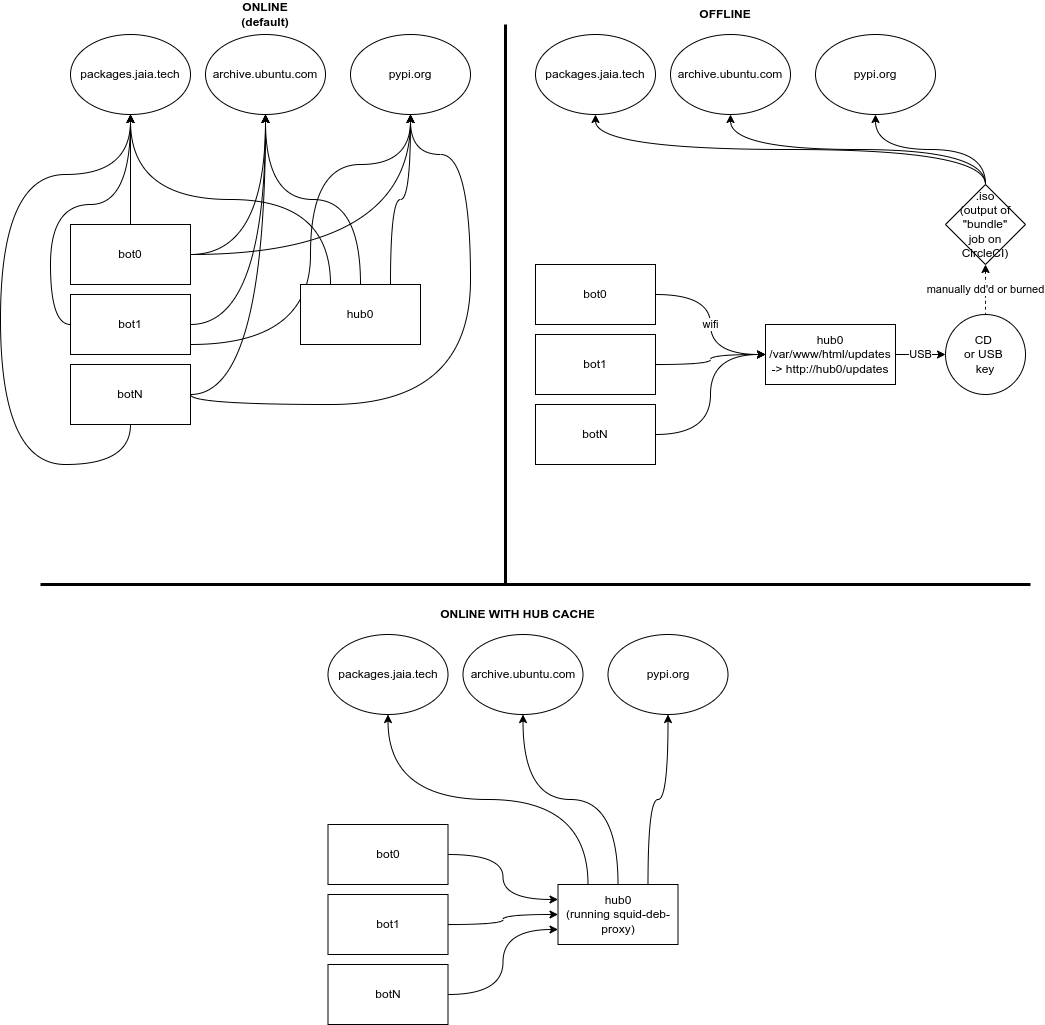 ONLINE
(default)
packages.jaia.tech
archive.ubuntu.com
pypi.org
bot0
bot1
botN
hub0
OFFLINE
packages.jaia.tech
archive.ubuntu.com
pypi.org
.iso
(output of
"bundle"
job on
CircleCI)
manually dd'd or burned
bot0
bot1
botN
wifi
hub0
/var/www/html/updates
-> http://hub0/updates
USB
CD
or USB
key
ONLINE WITH HUB CACHE
packages.jaia.tech
archive.ubuntu.com
pypi.org
bot0
bot1
botN
hub0
(running squid-deb-
proxy)